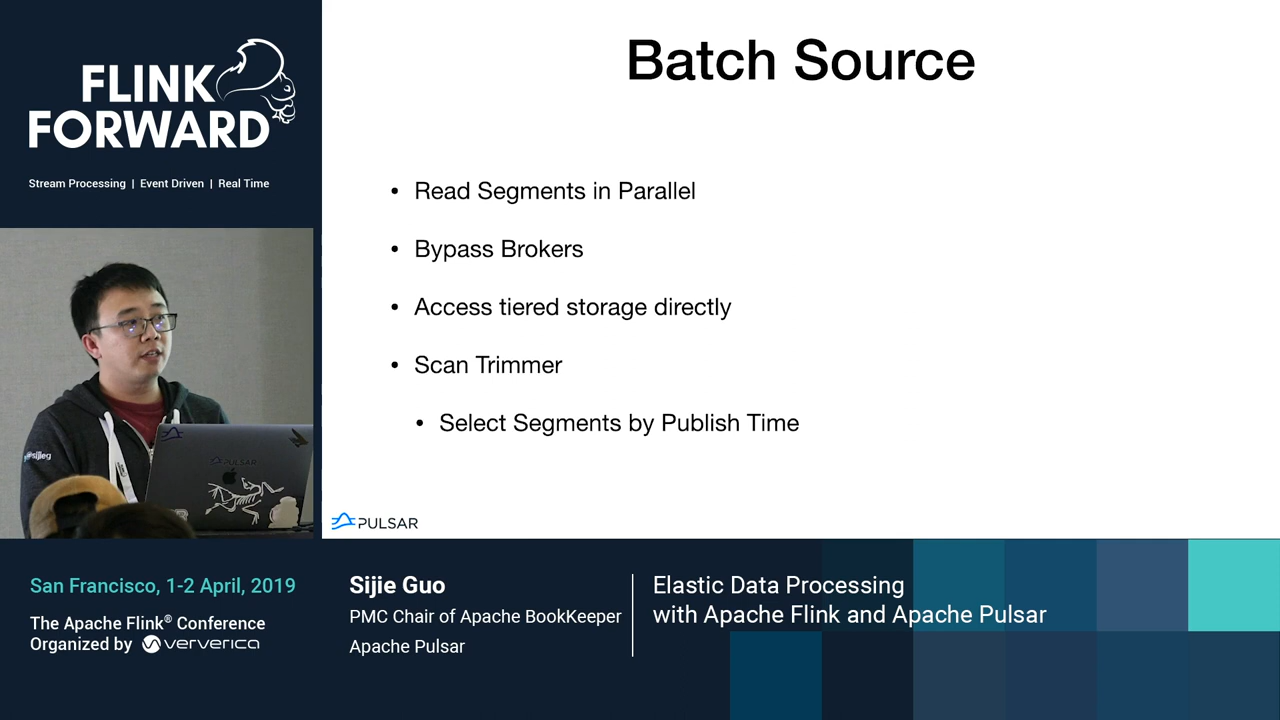 FLINK
FORWARD
Stream Processing | Event Driven | Real Time
Batch Source
• Read Segments in Parallel
• Bypass Brokers
• Access tiered storage directly
• Scan Trimmer
• Select Segments by Publish Time
@sijieg
PULSAR
PULSAR
San Francisco, 1-2 April, 2019
The Apache Flink® Conference
Organized by ververica
Sijie Guo
PMC Chair of Apache BookKeeper
Apache Pulsar
Elastic Data Processing
with Apache Flink and Apache Pulsar